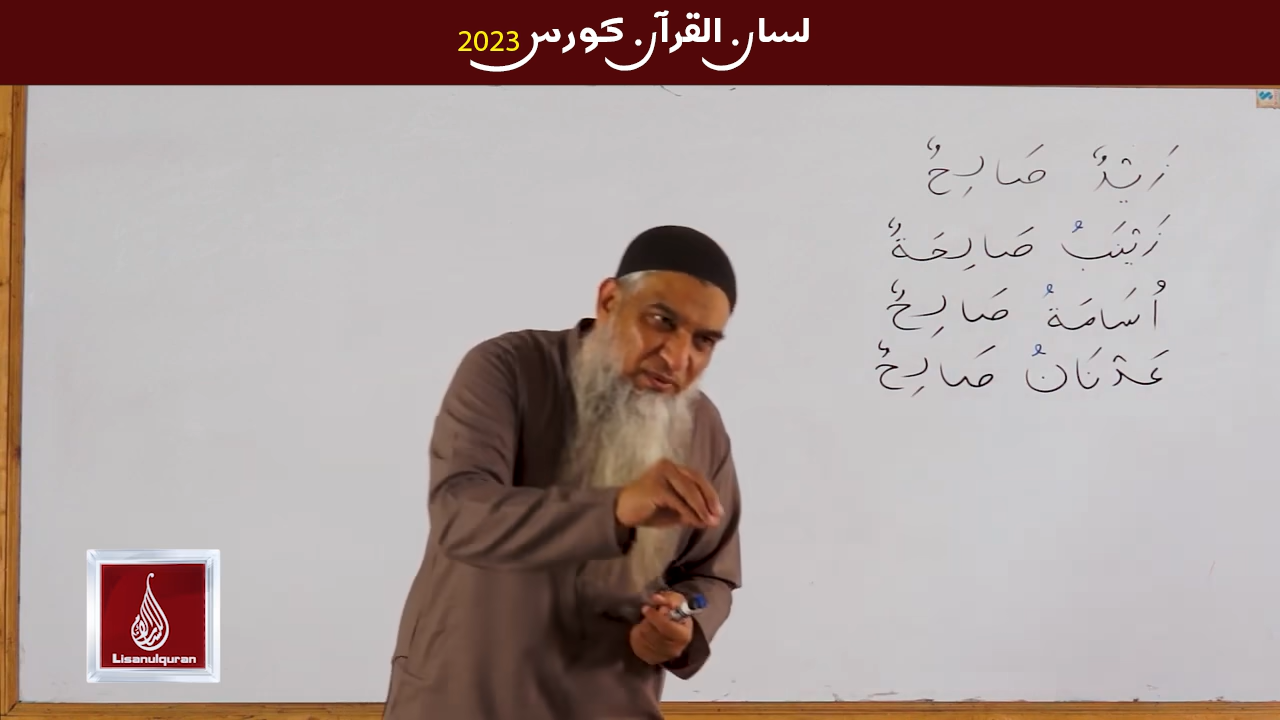 لسان القرآن کورس 2023
زَيْدٌ صَالِحٌ
زَيْنَبُ صَالِحَةٌ
أُسَامَةُ صَالِحٌ
عَدْنَانُ صَالِحٌ
Lisanulquran